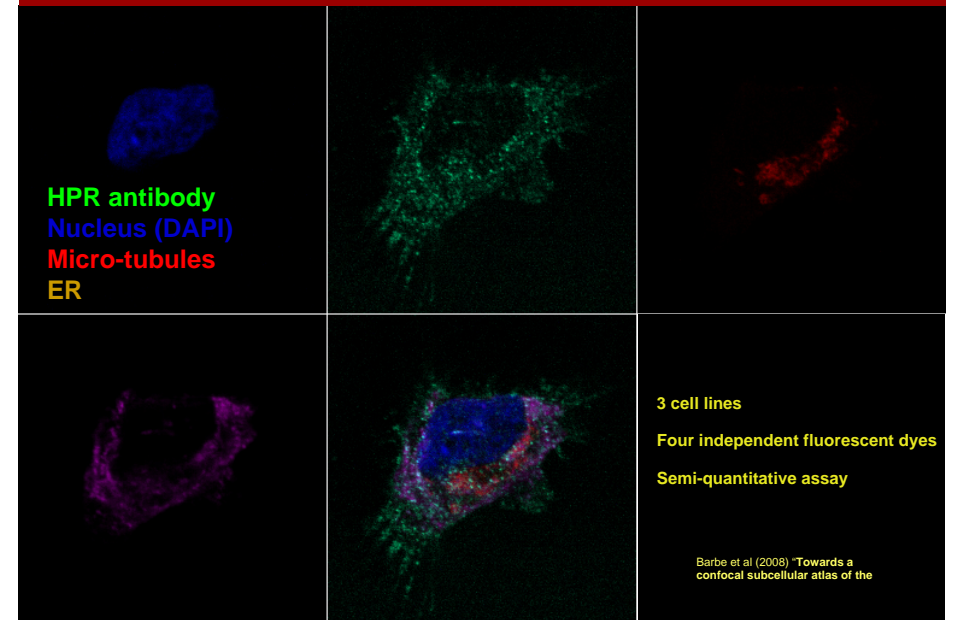 HPR antibody
Nucleus (DAPI)
Micro-tubules
ER
3 cell lines
Four independent fluorescent dyes
Semi-quantitative assay
Barbe et al (2008) “Towards a
confocal subcellular atlas of the